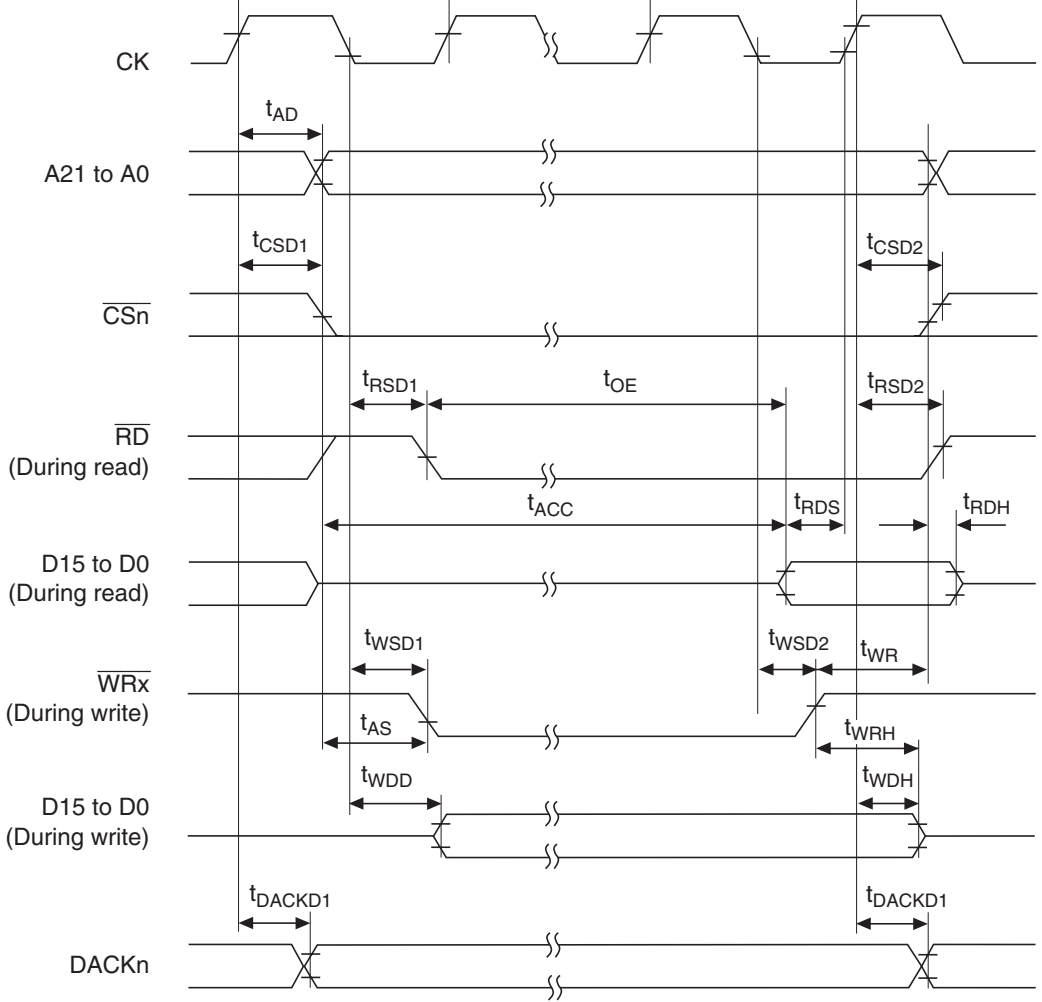 CK
tAD
A21 to A0
tCSD1
tCSD2
CSn
tRSD1
tOE
tRSD2
RD
(During read)
tACC
tRDS
tRDH
D15 to D0
(During read)
tWSD1
tWSD2
tWR
WRx
(During write)
tAS
tWRH
tWDD
tWDH
D15 to D0
(During write)
tDACKD1
tDACKD1
DACKn